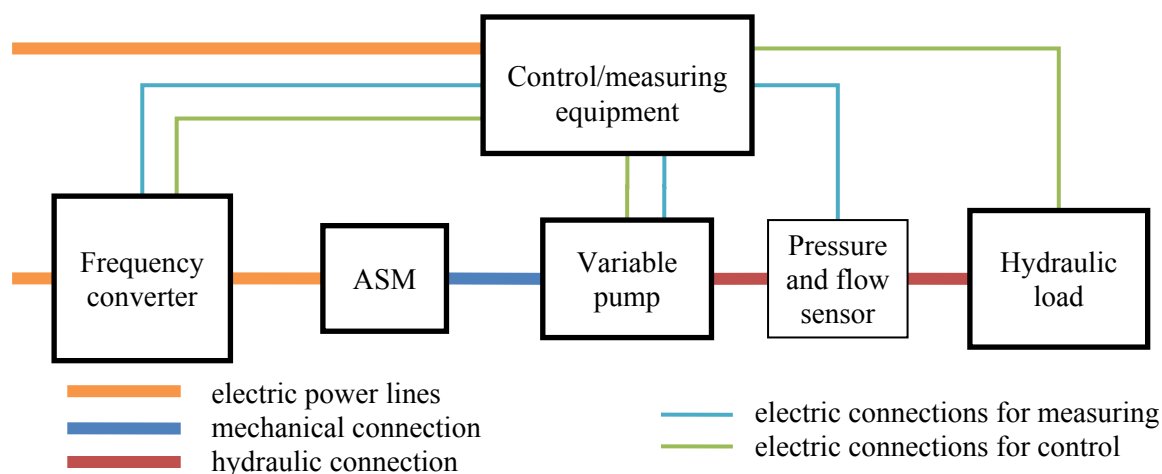 Control/measuring
equipment
Frequency
converter
ASM
Variable
pump
Pressure
and flow
sensor
Hydraulic
load
electric power lines
mechanical connection
hydraulic connection
electric connections for measuring
electric connections for control